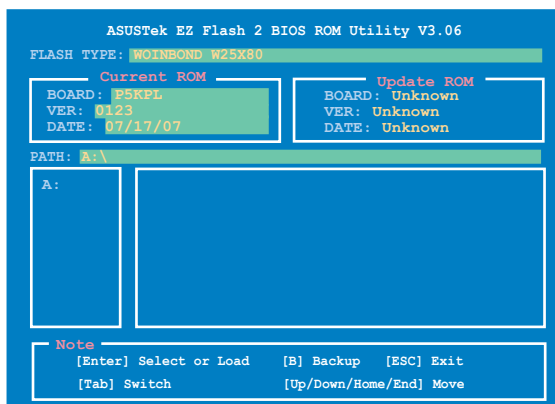 ASUSTek EZ Flash 2 BIOS ROM Utility V3.06
FLASH TYPE: WOINBOND W25X80
Current ROM
BOARD: P5KPL
VER: 0123
DATE: 07/17/07
Update ROM
BOARD: Unknown
VER: Unknown
DATE: Unknown
PATH: A:\
A:
Note
[Enter] Select or Load [B] Backup [ESC] Exit
[Tab] Switch [Up/Down/Home/End] Move